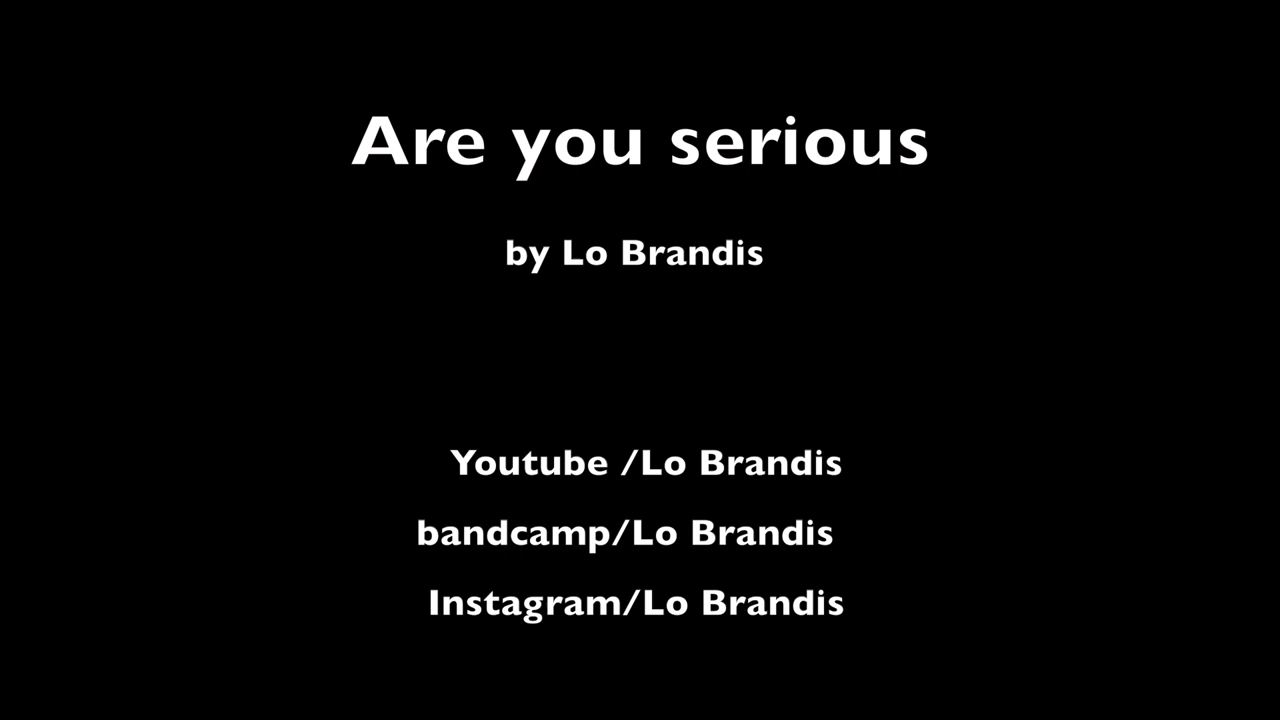 Are you serious
by Lo Brandis
Youtube /Lo Brandis
bandcamp/Lo Brandis
Instagram/Lo Brandis